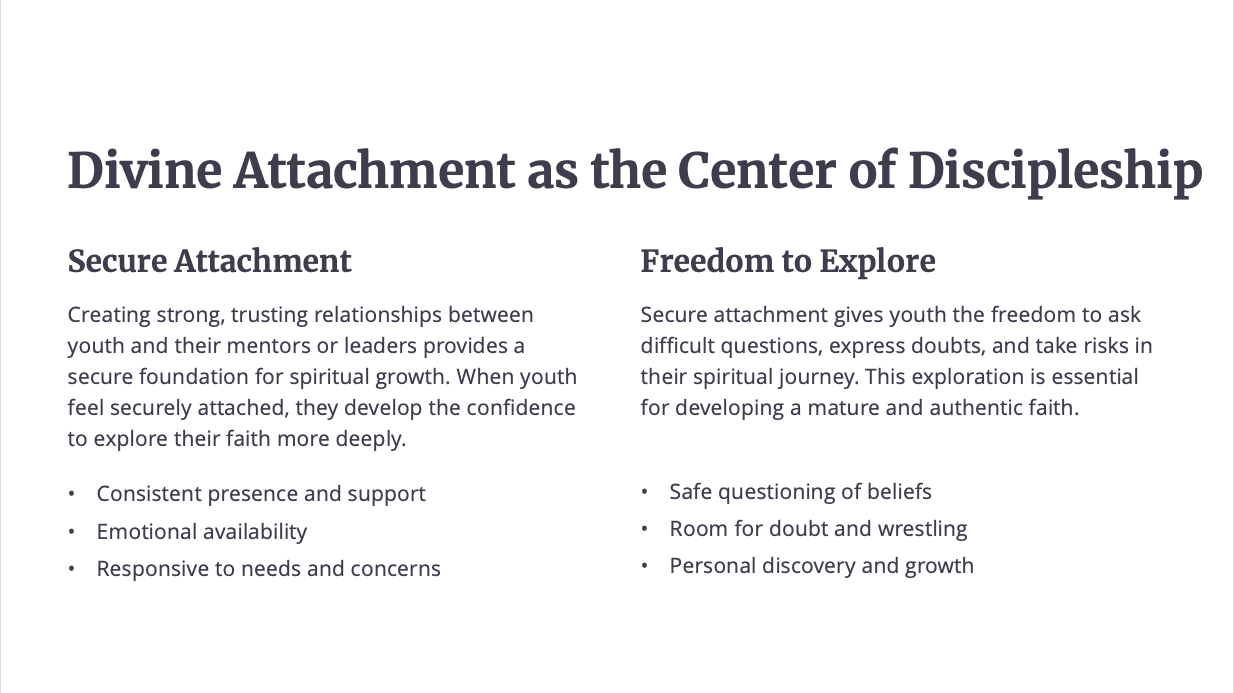 Divine Attachment as the Center of Discipleship
Secure Attachment
Creating strong, trusting relationships between
youth and their mentors or leaders provides a
secure foundation for spiritual growth. When youth
feel securely attached, they develop the confidence
to explore their faith more deeply.
• Consistent presence and support
• Emotional availability
• Responsive to needs and concerns
Freedom to Explore
Secure attachment gives youth the freedom to ask
difficult questions, express doubts, and take risks in
their spiritual journey. This exploration is essential
for developing a mature and authentic faith.
• Safe questioning of beliefs
• Room for doubt and wrestling
• Personal discovery and growth